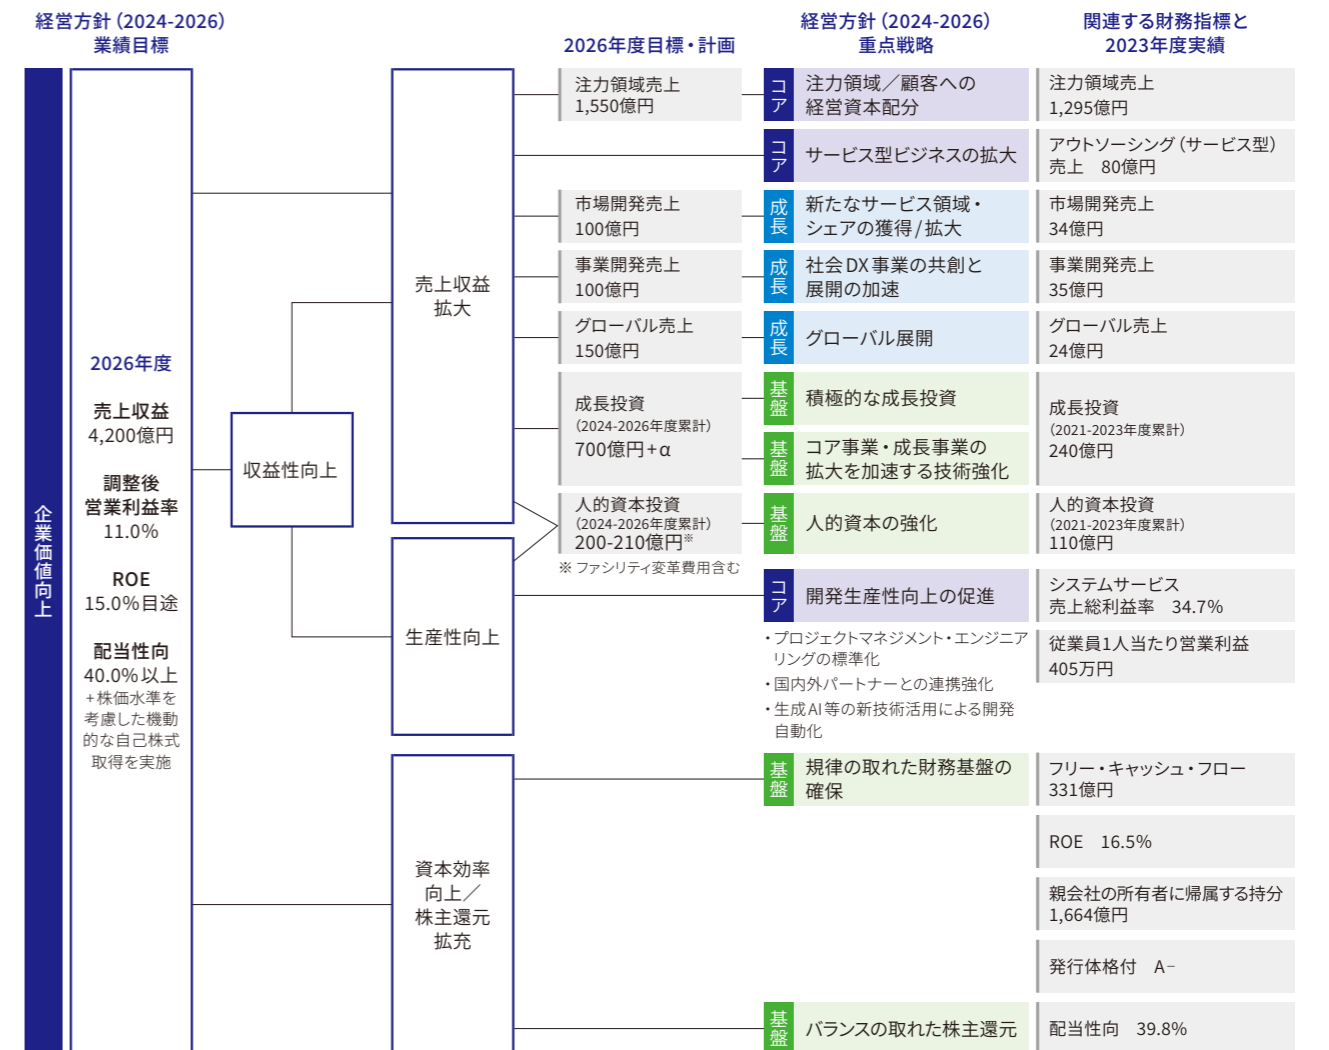 経営方針（2024-2026）
業績目標
2026年度目標・計画
経営方針（2024-2026）
重点戦略
関連する財務指標と
2023年度実績
企業価値向上
2026年度
売上収益
4,200億円
調整後
営業利益率
11.0%
ROE
15.0%目途
配当性向
40.0%以上
+株価水準を
考慮した機動
的な自己株式
取得を実施
収益性向上
売上収益
拡大
生産性向上
資本効率
向上／
株主還元
拡充
注力領域売上
1,550億円
コア
注力領域／顧客への
経営資本配分
注力領域売上
1,295億円
コア
サービス型ビジネスの拡大
アウトソーシング（サービス型）
売上　80億円
市場開発売上
100億円
成長
新たなサービス領域・
シェアの獲得/拡大
市場開発売上
34億円
事業開発売上
100億円
成長
社会DX事業の共創と
展開の加速
事業開発売上
35億円
グローバル売上
150億円
成長
グローバル展開
グローバル売上
24億円
成長投資
（2024-2026年度累計）
700億円+α
基盤
積極的な成長投資
基盤
コア事業・成長事業の
拡大を加速する技術強化
成長投資
（2021-2023年度累計）
240億円
人的資本投資
（2024-2026年度累計）
200-210億円※
※ ファシリティ変革費用含む
基盤
人的資本の強化
人的資本投資
（2021-2023年度累計）
110億円
コア
開発生産性向上の促進
・プロジェクトマネジメント・エンジニア
リングの標準化
・国内外パートナーとの連携強化
・生成AI等の新技術活用による開発
自動化
システムサービス
売上総利益率　34.7%
従業員1人当たり営業利益
405万円
基盤
規律の取れた財務基盤の
確保
フリー・キャッシュ・フロー
331億円
ROE　16.5%
親会社の所有者に帰属する持分
1,664億円
発行体格付　A−
基盤
バランスの取れた株主還元
配当性向　39.8%